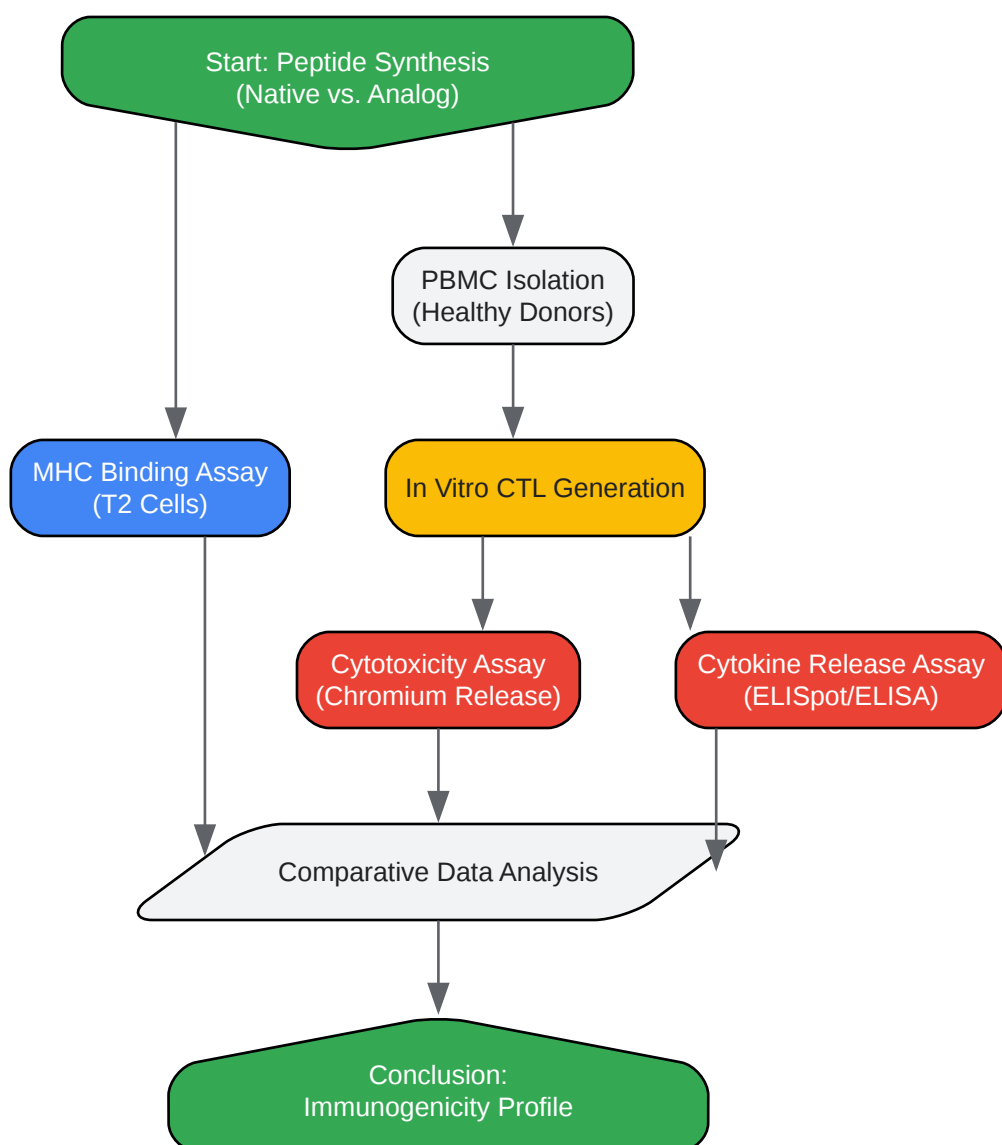 Start: Peptide Synthesis
(Native vs. Analog)
PBMC Isolation
(Healthy Donors)
MHC Binding Assay
(T2 Cells)
In Vitro CTL Generation
Cytotoxicity Assay
(Chromium Release)
Cytokine Release Assay
(ELISpot/ELISA)
Comparative Data Analysis
Conclusion:
Immunogenicity Profile